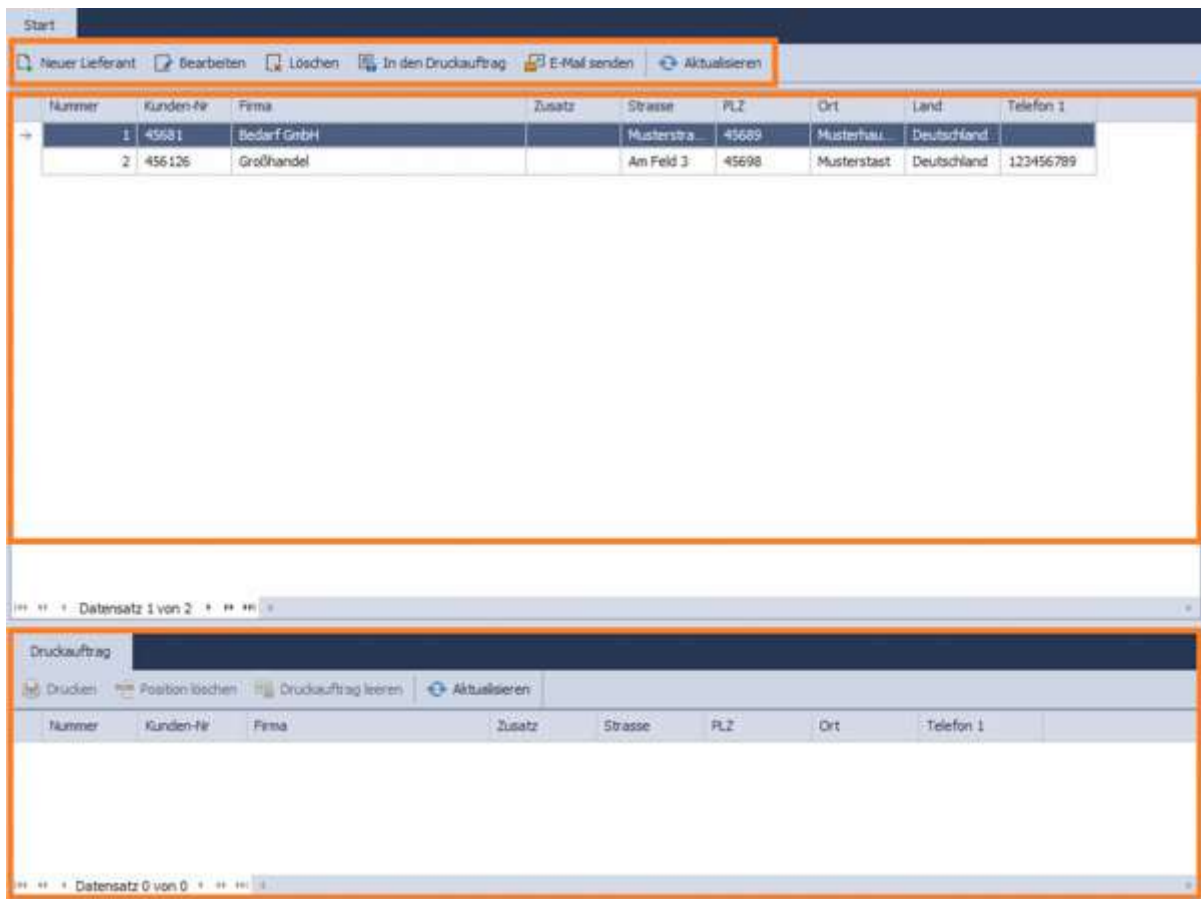 Start
Neuer Lieferant Bearbeiten Löschen In den Druckauftrag E-Mail senden Aktualisieren
Nummer Kunden-Nr Firma Zusatz Strasse PLZ Ort Land Telefon 1
1 45681 Bedarf GmbH Musterstra... 45689 Musterhau... Deutschland
2 456126 Großhandel Am Feld 3 45698 Musterstast Deutschland 123456789
Datensatz 1 von 2
Druckauftrag
Drucken Position löschen Druckauftrag leeren Aktualisieren
Nummer Kunden-Nr Firma Zusatz Strasse PLZ Ort Telefon 1
Datensatz 0 von 0